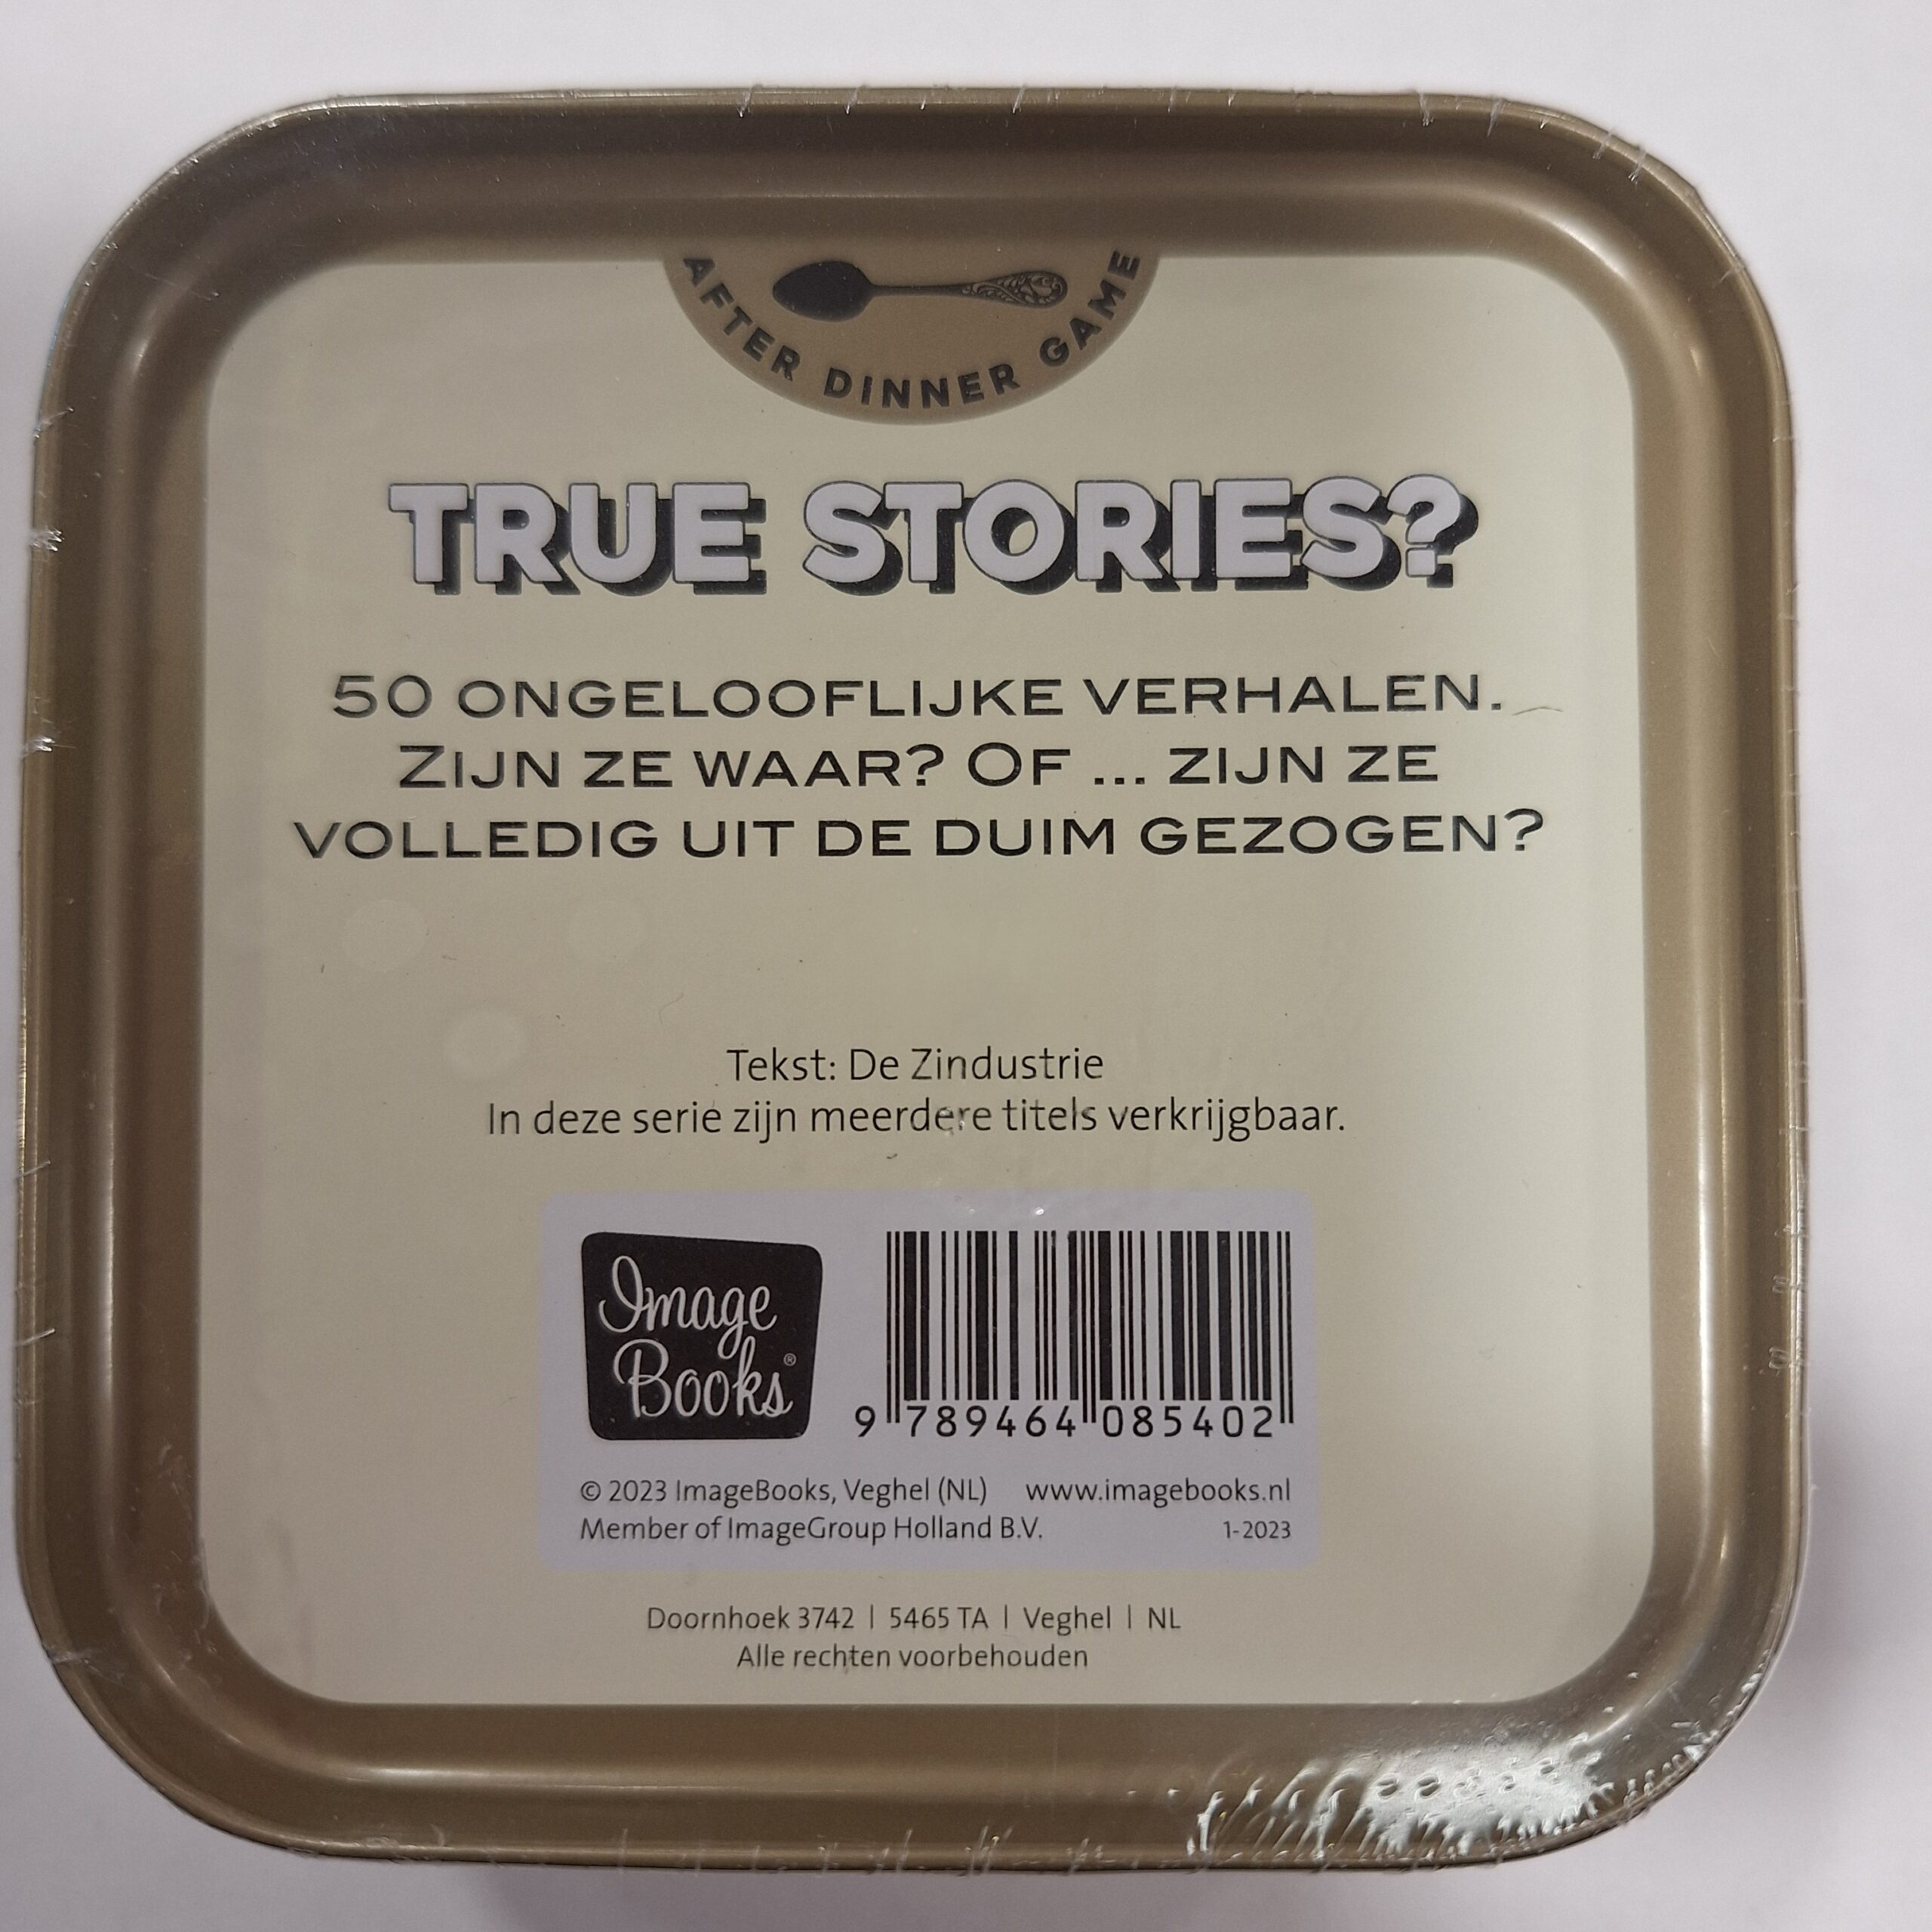 AFTER DINNER GAME
TRUE STORIES?
50 ONGELOOFLIJKE VERHALEN.
ZIJN ZE WAAR? OF ... ZIJN ZE
VOLLEDIG UIT DE DUIM GEZOGEN?
Tekst: De Zindustrie
In deze serie zijn meerdere titels verkrijgbaar.
Image
Books®
9 789464 085402
© 2023 ImageBooks, Veghel (NL) www.imagebooks.nl
Member of ImageGroup Holland B.V. 1-2023
Doornhoek 3742 | 5465 TA | Veghel | NL
Alle rechten voorbehouden